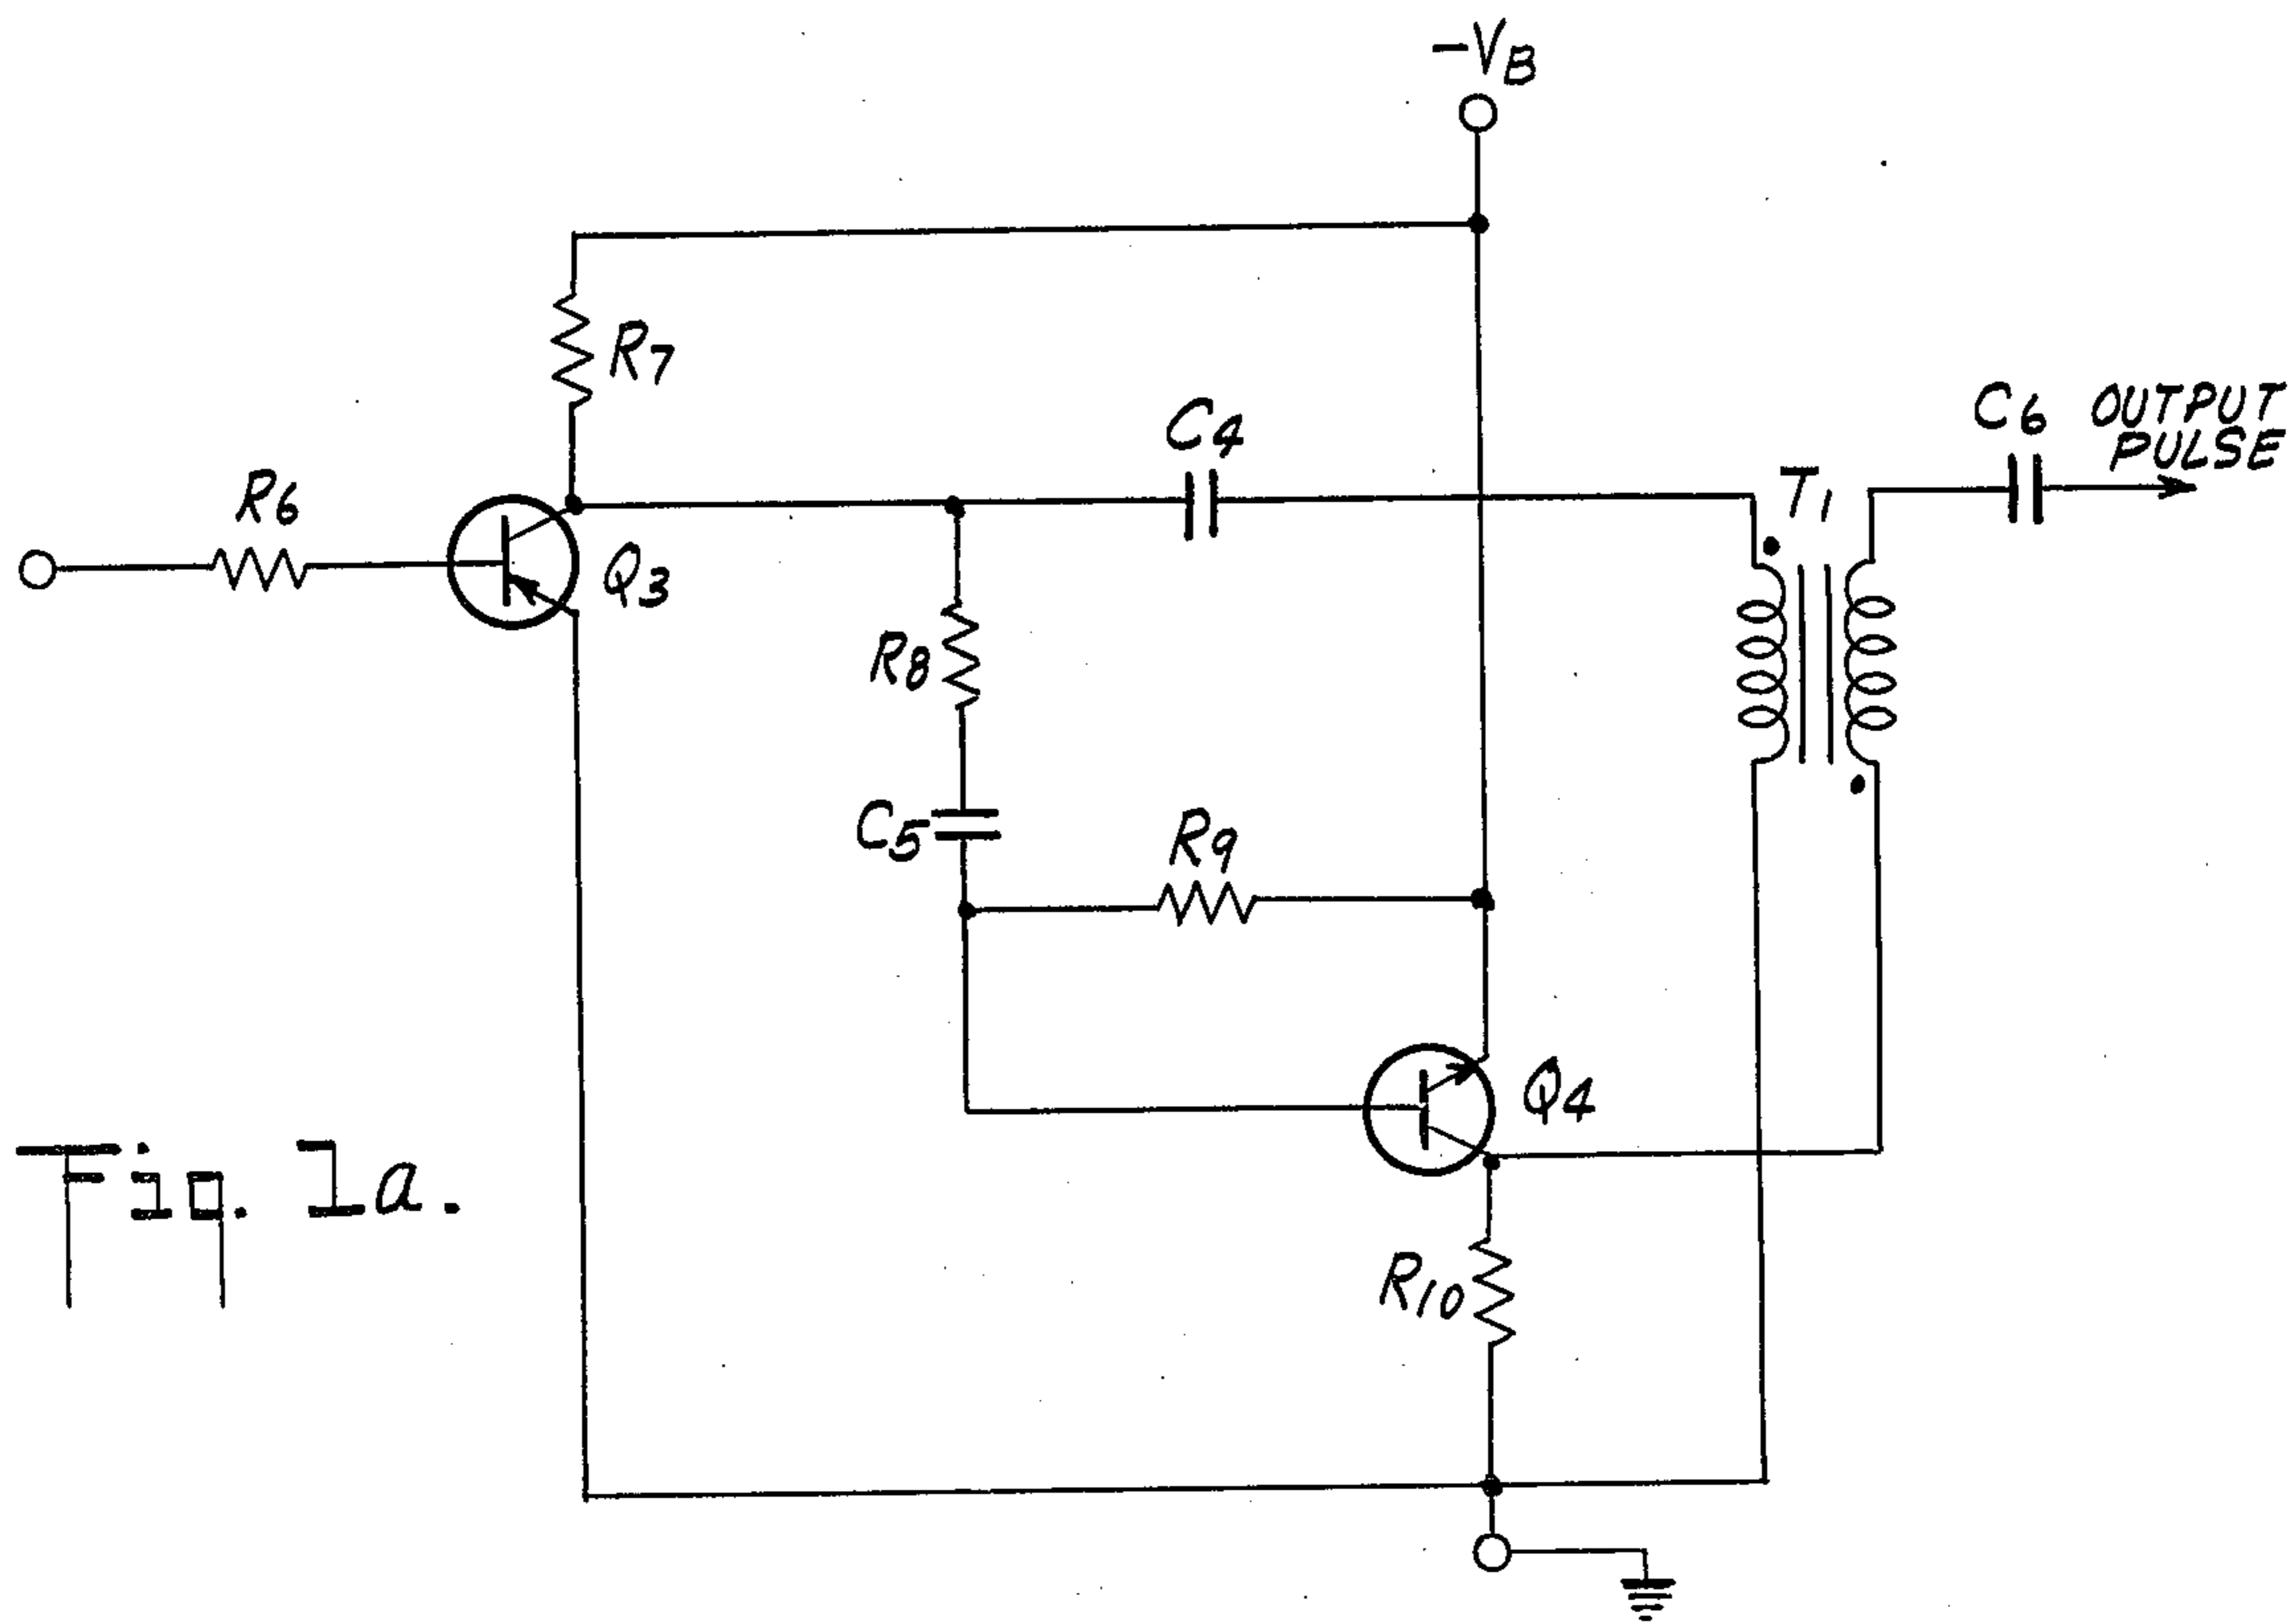 -VB
R7
C4
C6 OUTPUT
PULSE
T1
R6
Q3
R8
C5
R9
Q4
Fig. 1a.
R10